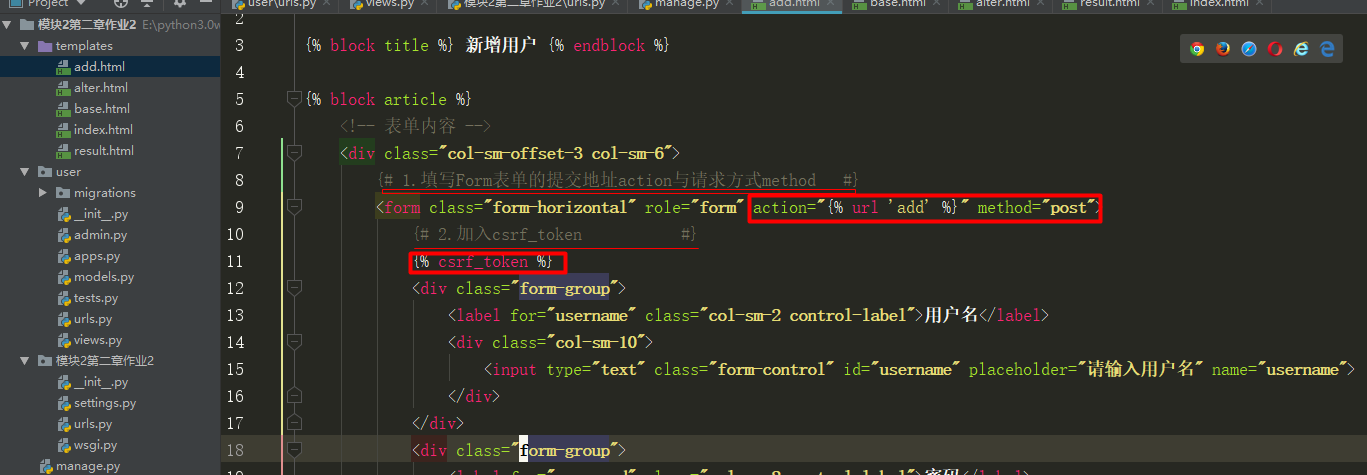 Project
user\urls.py
views.py
模块2第二章作业2\urls.py
manage.py
add.html
base.html
alter.html
result.html
index.html
模块2第二章作业2 E:\python3.0w
templates
add.html
alter.html
base.html
index.html
result.html
user
migrations
__init__.py
admin.py
apps.py
models.py
tests.py
urls.py
views.py
模块2第二章作业2
__init__.py
settings.py
urls.py
wsgi.py
manage.py
2
3 {% block title %} 新增用户 {% endblock %}
4
5 {% block article %}
6 <!-- 表单内容 -->
7 <div class="col-sm-offset-3 col-sm-6">
8 {# 1.填写Form表单的提交地址action与请求方式method #}
9 <form class="form-horizontal" role="form" action="{% url 'add' %}" method="post">
10 {# 2.加入csrf_token #}
11 {% csrf_token %}
12 <div class="form-group">
13 <label for="username" class="col-sm-2 control-label">用户名</label>
14 <div class="col-sm-10">
15 <input type="text" class="form-control" id="username" placeholder="请输入用户名" name="username">
16 </div>
17 </div>
18 <div class="form-group">